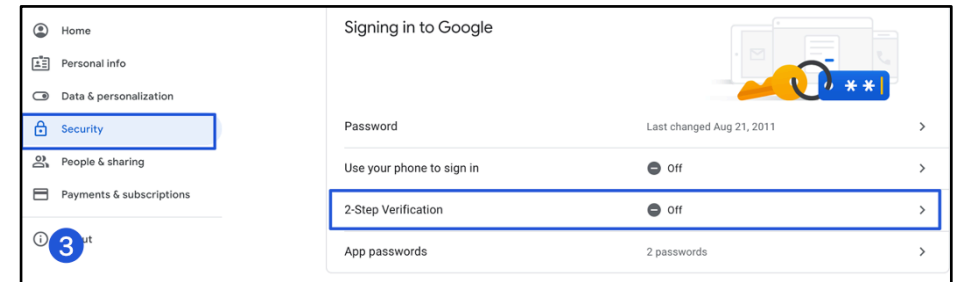 Home
Personal info
Data & personalization
Security
People & sharing
Payments & subscriptions
3
Signing in to Google
**|
Password Last changed Aug 21, 2011 >
Use your phone to sign in Off >
2-Step Verification Off >
App passwords 2 passwords >